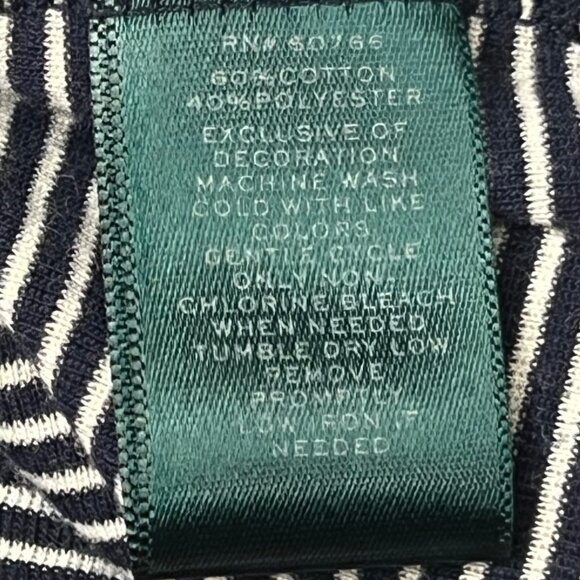 RN# 60766
60% COTTON
40% POLYESTER
EXCLUSIVE OF
DECORATION
MACHINE WASH
COLD WITH LIKE
COLORS
GENTLE CYCLE
ONLY NON-
CHLORINE BLEACH
WHEN NEEDED
TUMBLE DRY LOW
REMOVE
PROMPTLY
LOW IRON IF
NEEDED